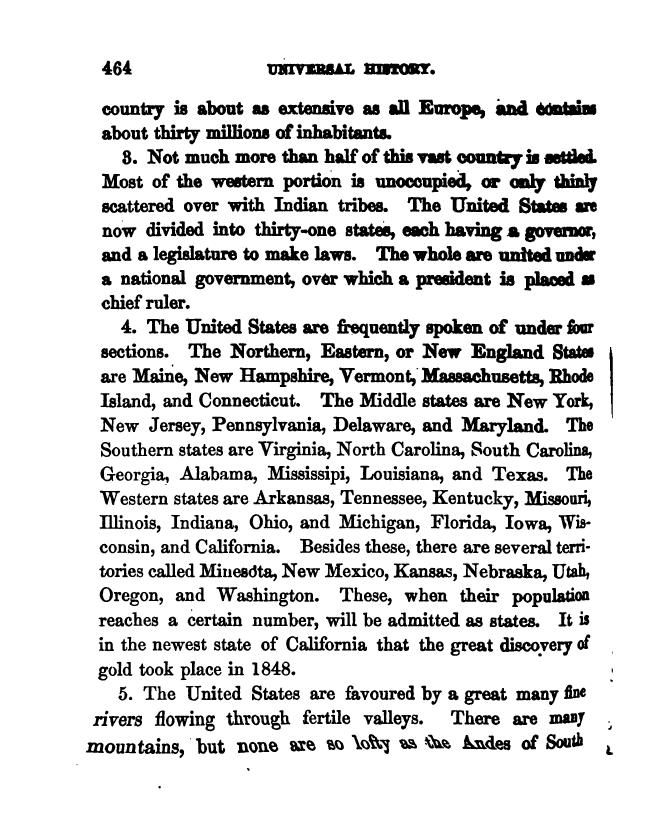 464 UNIVERSAL HISTORY.
country is about as extensive as all Europe, and contains
about thirty millions of inhabitants.
3. Not much more than half of this vast country is settled.
Most of the western portion is unoccupied, or only thinly
scattered over with Indian tribes. The United States are
now divided into thirty-one states, each having a governor,
and a legislature to make laws. The whole are united under
a national government, over which a president is placed as
chief ruler.
4. The United States are frequently spoken of under four
sections. The Northern, Eastern, or New England States
are Maine, New Hampshire, Vermont, Massachusetts, Rhode
Island, and Connecticut. The Middle states are New York,
New Jersey, Pennsylvania, Delaware, and Maryland. The
Southern states are Virginia, North Carolina, South Carolina,
Georgia, Alabama, Mississipi, Louisiana, and Texas. The
Western states are Arkansas, Tennessee, Kentucky, Missouri,
Illinois, Indiana, Ohio, and Michigan, Florida, Iowa, Wis-
consin, and California. Besides these, there are several terri-
tories called Minesota, New Mexico, Kansas, Nebraska, Utah,
Oregon, and Washington. These, when their population
reaches a certain number, will be admitted as states. It is
in the newest state of California that the great discovery of
gold took place in 1848.
5. The United States are favoured by a great many fine
rivers flowing through fertile valleys. There are many
mountains, but none are so lofty as the Andes of South